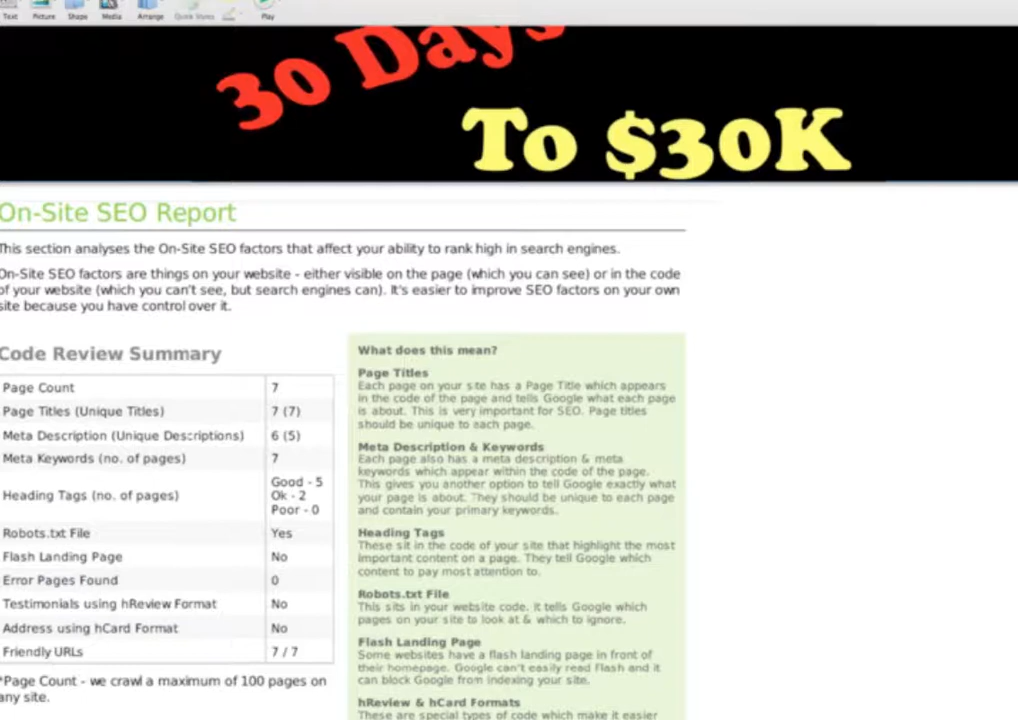 Text Picture Shape Media Arrange Quick Styles Play
30 Days
To $30K
On-Site SEO Report
This section analyses the On-Site SEO factors that affect your ability to rank high in search engines.
On-Site SEO factors are things on your website - either visible on the page (which you can see) or in the code
of your website (which you can't see, but search engines can). It's easier to improve SEO factors on your own
site because you have control over it.
Code Review Summary
Page Count 7
Page Titles (Unique Titles) 7 (7)
Meta Description (Unique Descriptions) 6 (5)
Meta Keywords (no. of pages) 7
Heading Tags (no. of pages) Good - 5
Ok - 2
Poor - 0
Robots.txt File Yes
Flash Landing Page No
Error Pages Found 0
Testimonials using hReview Format No
Address using hCard Format No
Friendly URLs 7 / 7
*Page Count - we crawl a maximum of 100 pages on
any site.
What does this mean?
Page Titles
Each page on your site has a Page Title which appears
in the code of the page and tells Google what each page
is about. This is very important for SEO. Page titles
should be unique to each page.
Meta Description & Keywords
Each page also has a meta description & meta
keywords which appear within the code of the page.
This gives you another option to tell Google exactly what
your page is about. They should be unique to each page
and contain your primary keywords.
Heading Tags
These sit in the code of your site that highlight the most
important content on a page. They tell Google which
content to pay most attention to.
Robots.txt File
This sits in your website code. It tells Google which
pages on your site to look at & which to ignore.
Flash Landing Page
Some websites have a flash landing page in front of
their homepage. Google can't easily read Flash and it
can block Google from indexing your site.
hReview & hCard Formats
These are special types of code which make it easier